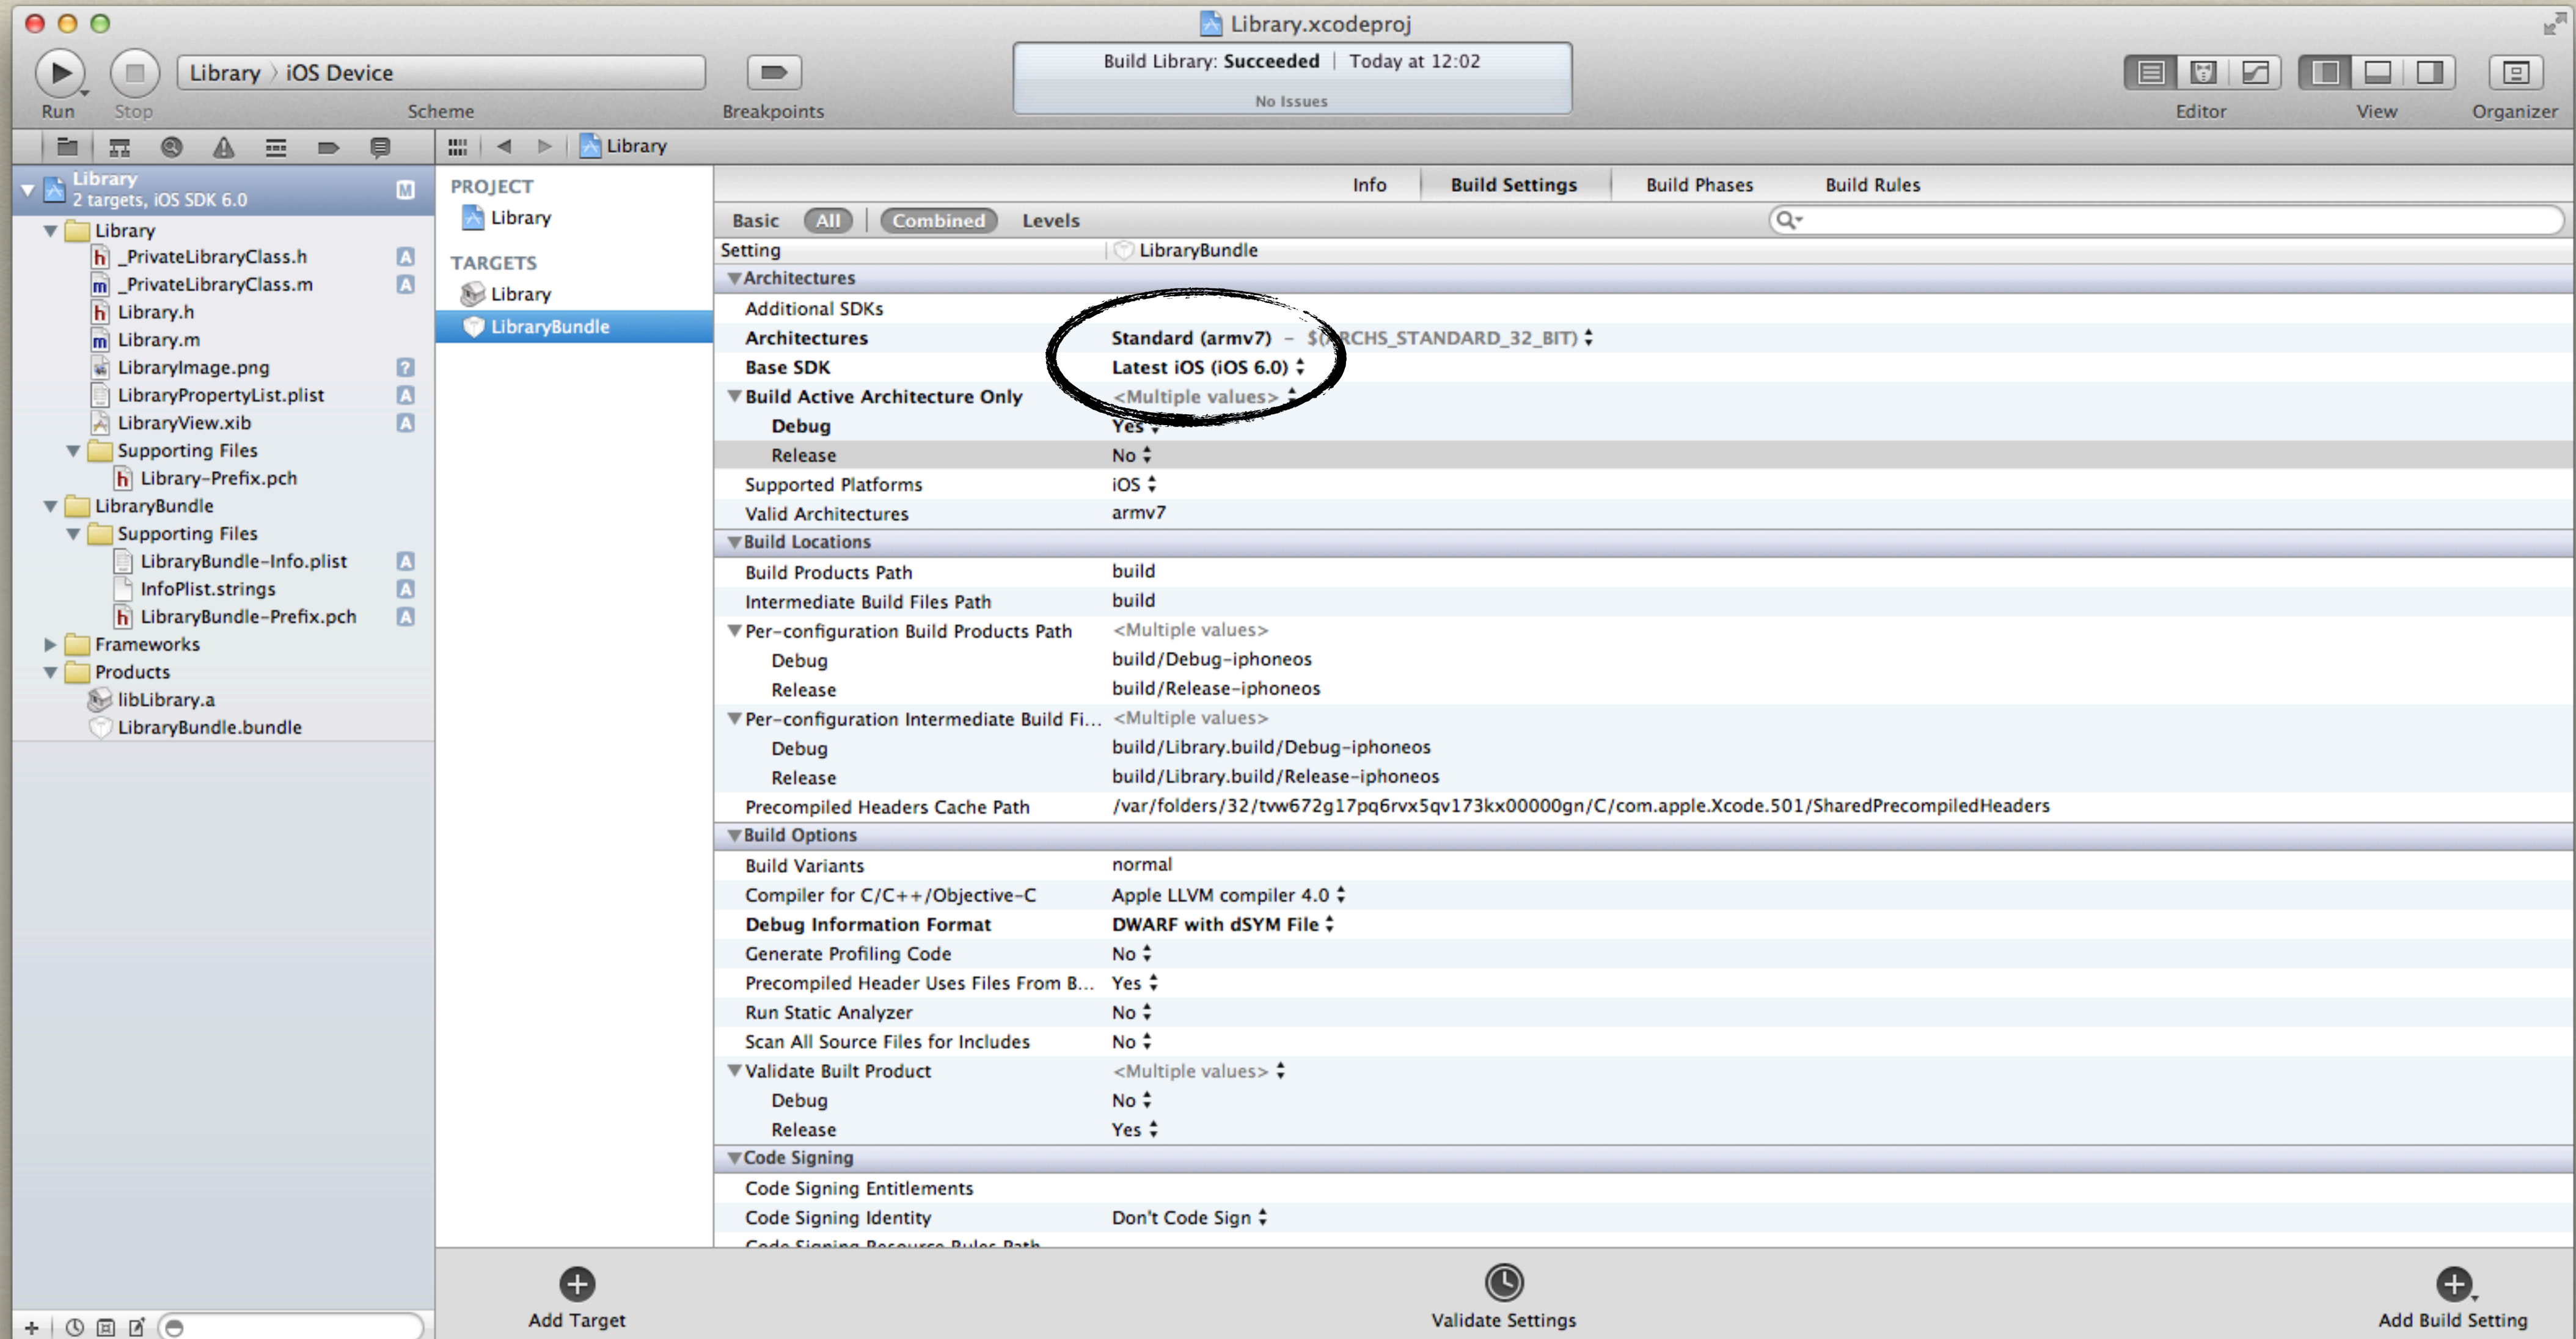 Library.xcodeproj
Library › iOS Device
Build Library: Succeeded | Today at 12:02
No Issues
Run Stop Scheme Breakpoints Editor View Organizer
Library
Library
2 targets, iOS SDK 6.0
M
Library
_PrivateLibraryClass.h A
_PrivateLibraryClass.m A
Library.h
Library.m
LibraryImage.png ?
LibraryPropertyList.plist A
LibraryView.xib A
Supporting Files
Library-Prefix.pch
LibraryBundle
Supporting Files
LibraryBundle-Info.plist A
InfoPlist.strings A
LibraryBundle-Prefix.pch A
Frameworks
Products
libLibrary.a
LibraryBundle.bundle
PROJECT
Library
TARGETS
Library
LibraryBundle
Info Build Settings Build Phases Build Rules
Basic All Combined Levels
Setting LibraryBundle
Architectures
Additional SDKs
Architectures Standard (armv7) - $(ARCHS_STANDARD_32_BIT)
Base SDK Latest iOS (iOS 6.0)
Build Active Architecture Only <Multiple values>
Debug Yes
Release No
Supported Platforms iOS
Valid Architectures armv7
Build Locations
Build Products Path build
Intermediate Build Files Path build
Per-configuration Build Products Path <Multiple values>
Debug build/Debug-iphoneos
Release build/Release-iphoneos
Per-configuration Intermediate Build Fi... <Multiple values>
Debug build/Library.build/Debug-iphoneos
Release build/Library.build/Release-iphoneos
Precompiled Headers Cache Path /var/folders/32/tvw672g17pq6rvx5qv173kx00000gn/C/com.apple.Xcode.501/SharedPrecompiledHeaders
Build Options
Build Variants normal
Compiler for C/C++/Objective-C Apple LLVM compiler 4.0
Debug Information Format DWARF with dSYM File
Generate Profiling Code No
Precompiled Header Uses Files From B... Yes
Run Static Analyzer No
Scan All Source Files for Includes No
Validate Built Product <Multiple values>
Debug No
Release Yes
Code Signing
Code Signing Entitlements
Code Signing Identity Don't Code Sign
Code Signing Resource Rules Path
Add Target Validate Settings Add Build Setting